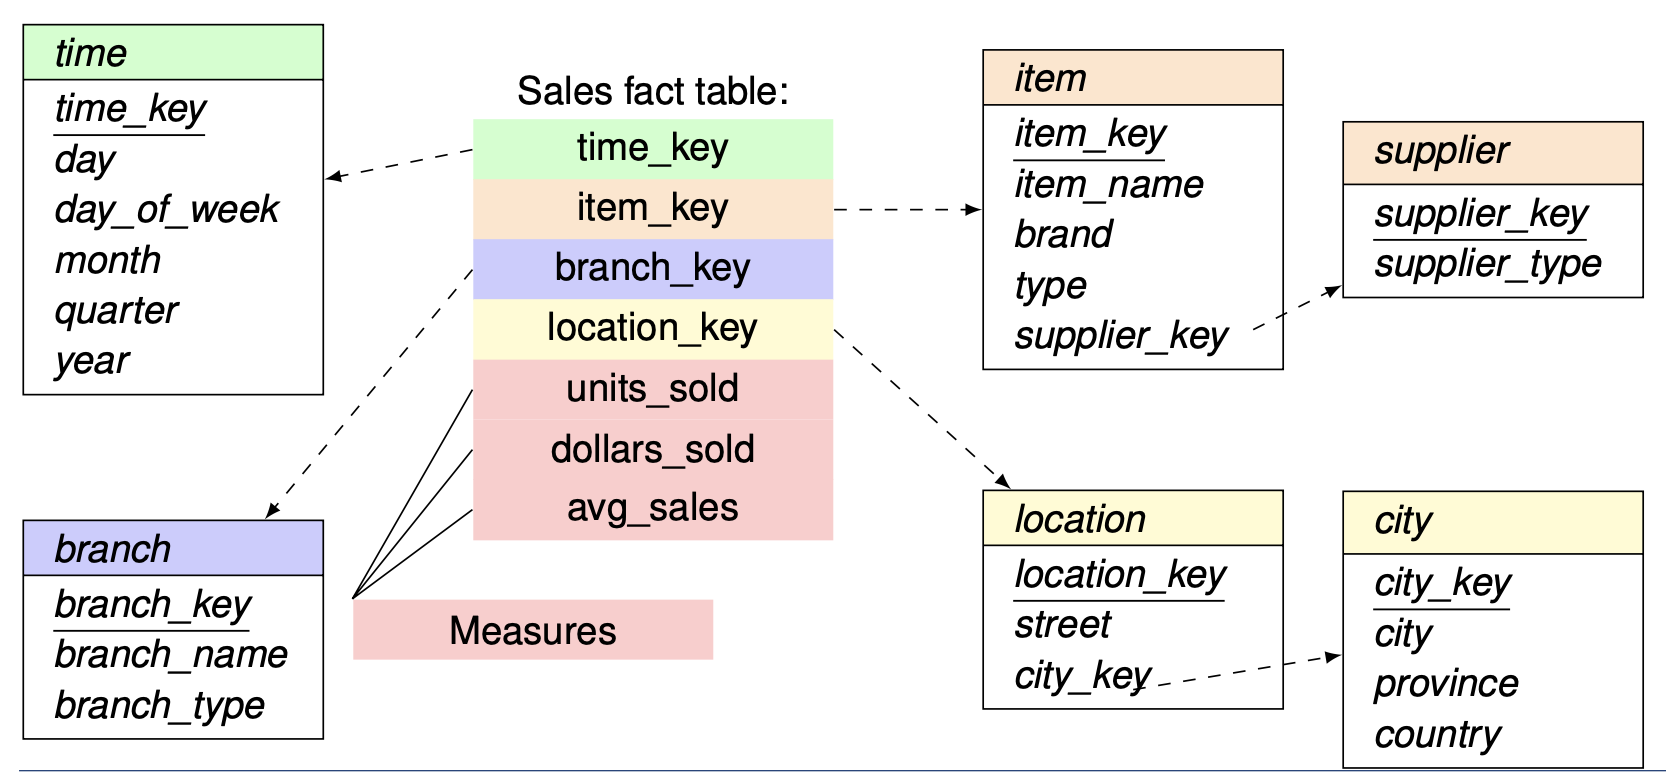 time
time_key
day
day_of_week
month
quarter
year
Sales fact table:
time_key
item_key
branch_key
location_key
units_sold
dollars_sold
avg_sales
Measures
branch
branch_key
branch_name
branch_type
item
item_key
item_name
brand
type
supplier_key
supplier
supplier_key
supplier_type
location
location_key
street
city_key
city
city_key
city
province
country